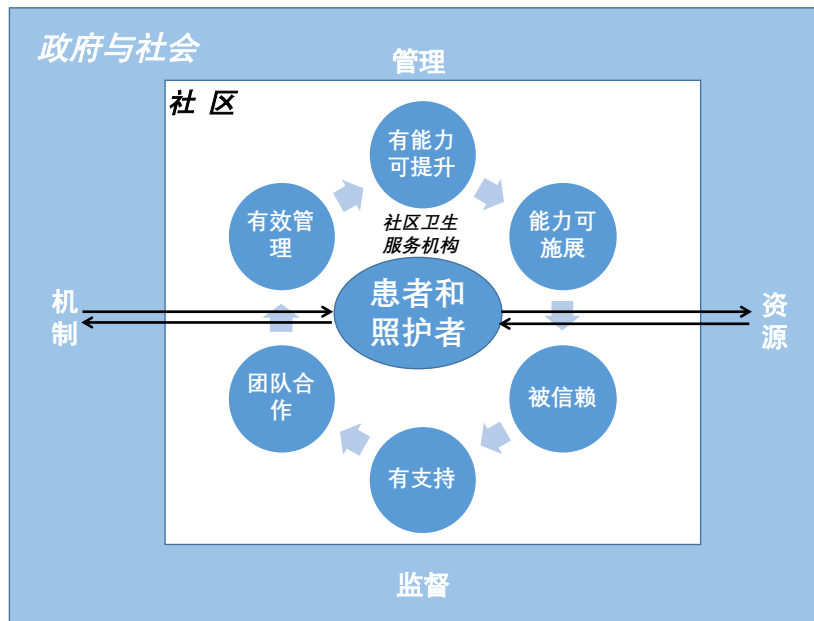 政府与社会
管理
社 区
有能力
可提升
有效管
理
社区卫生
服务机构
能力可
施展
患者和
照护者
机
制
资
源
团队合
作
被信赖
有支持
监督